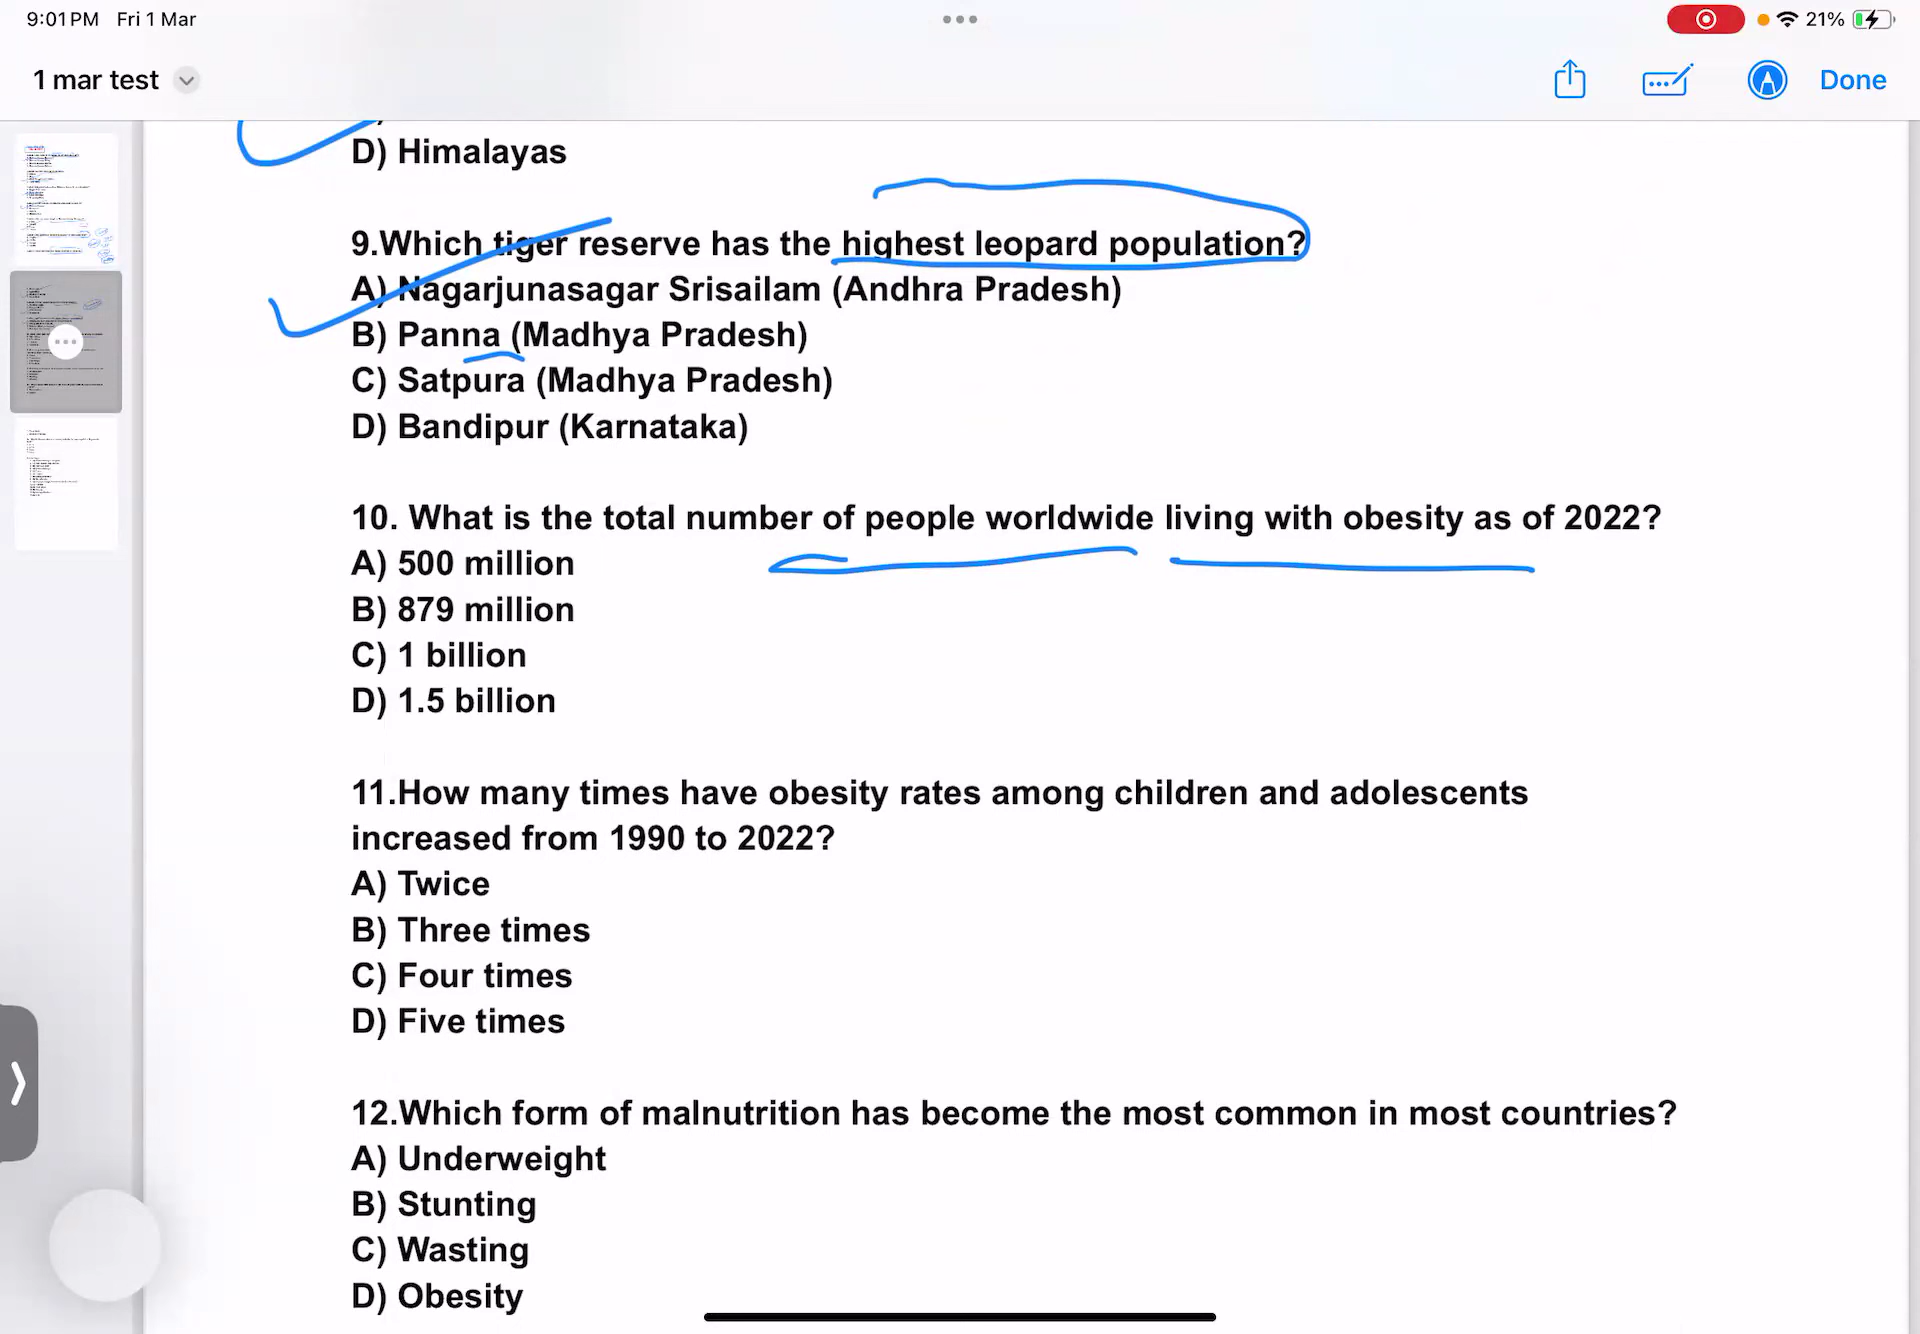 9:01 PM Fri 1 Mar
21%
1 mar test
Done
D) Himalayas
9.Which tiger reserve has the highest leopard population?
A) Nagarjunasagar Srisailam (Andhra Pradesh)
B) Panna (Madhya Pradesh)
C) Satpura (Madhya Pradesh)
D) Bandipur (Karnataka)
10. What is the total number of people worldwide living with obesity as of 2022?
A) 500 million
B) 879 million
C) 1 billion
D) 1.5 billion
11.How many times have obesity rates among children and adolescents
increased from 1990 to 2022?
A) Twice
B) Three times
C) Four times
D) Five times
12.Which form of malnutrition has become the most common in most countries?
A) Underweight
B) Stunting
C) Wasting
D) Obesity